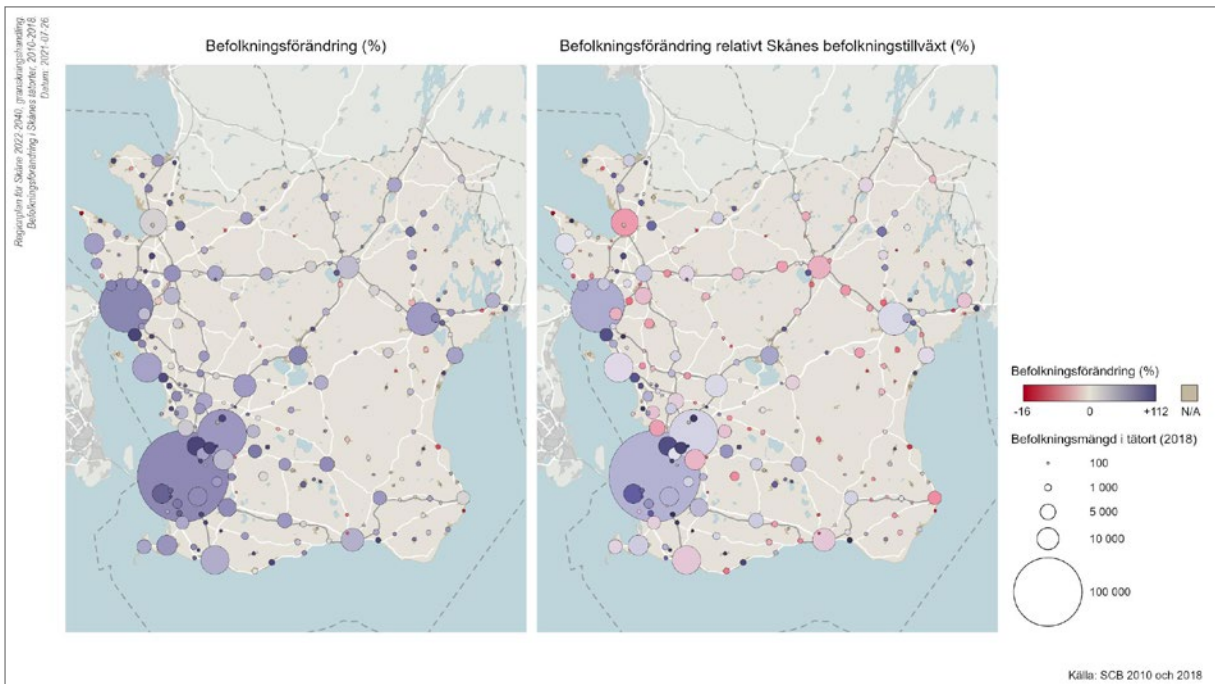 Regionplan för Skåne 2022-2040, granskningshandling.
Befolkningsförändring i Skånes tätorter, 2010-2018.
Datum: 2021-07-26
Befolkningsförändring (%)
Befolkningsförändring relativt Skånes befolkningstillväxt (%)
Befolkningsförändring (%)
-16 0 +112 N/A
Befolkningsmängd i tätort (2018)
100
1 000
5 000
10 000
100 000
Källa: SCB 2010 och 2018